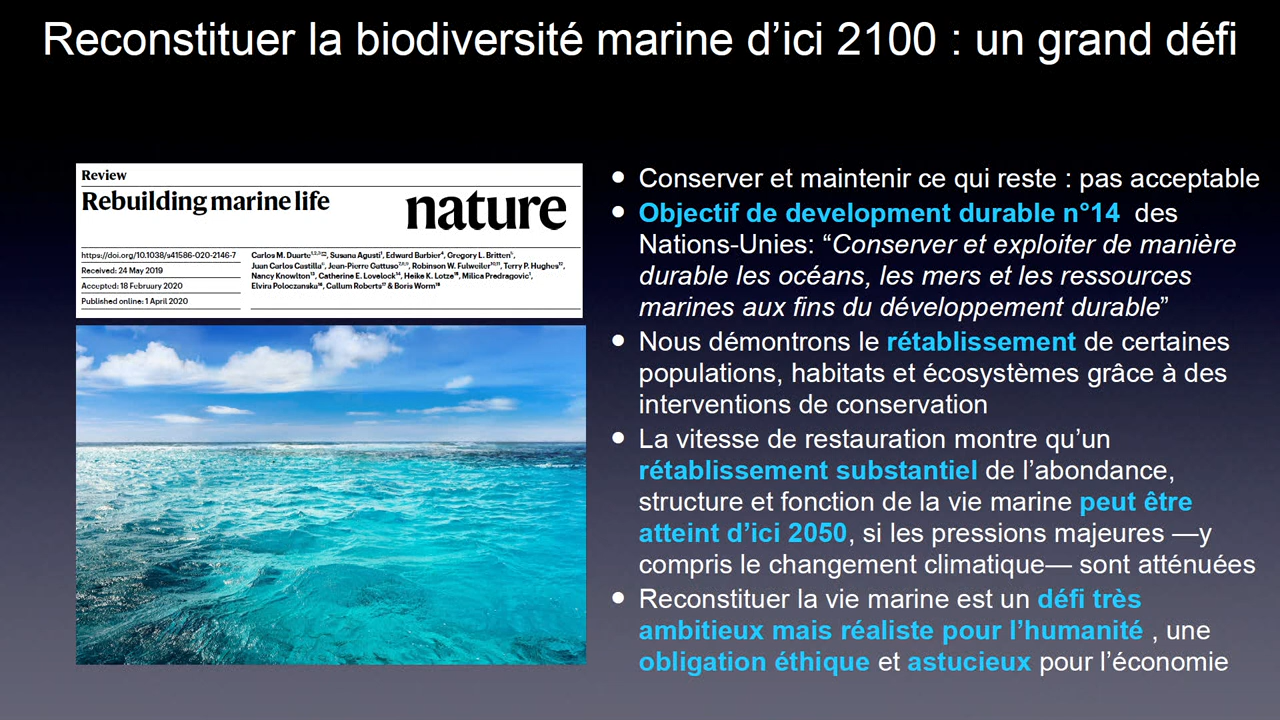 Reconstituer la biodiversité marine d’ici 2100 : un grand défi
Review
Rebuilding marine life
nature
https://doi.org/10.1038/s41586-020-2146-7
Received: 24 May 2019
Accepted: 18 February 2020
Published online: 1 April 2020
Carlos M. Duarte, Susana Agusti, Edward Barbier, Gregory L. Britten,
Juan Carlos Castilla, Jean-Pierre Gattuso, Robinson W. Fulweiler, Terry P. Hughes,
Nancy Knowlton, Catherine E. Lovelock, Heike K. Lotze, Milica Predragovic,
Elvira Poloczanska, Callum Roberts & Boris Worm
• Conserver et maintenir ce qui reste : pas acceptable
• Objectif de development durable n°14 des
Nations-Unies: “Conserver et exploiter de manière
durable les océans, les mers et les ressources
marines aux fins du développement durable”
• Nous démontrons le rétablissement de certaines
populations, habitats et écosystèmes grâce à des
interventions de conservation
• La vitesse de restauration montre qu’un
rétablissement substantiel de l’abondance,
structure et fonction de la vie marine peut être
atteint d’ici 2050, si les pressions majeures —y
compris le changement climatique— sont atténuées
• Reconstituer la vie marine est un défi très
ambitieux mais réaliste pour l’humanité , une
obligation éthique et astucieux pour l’économie